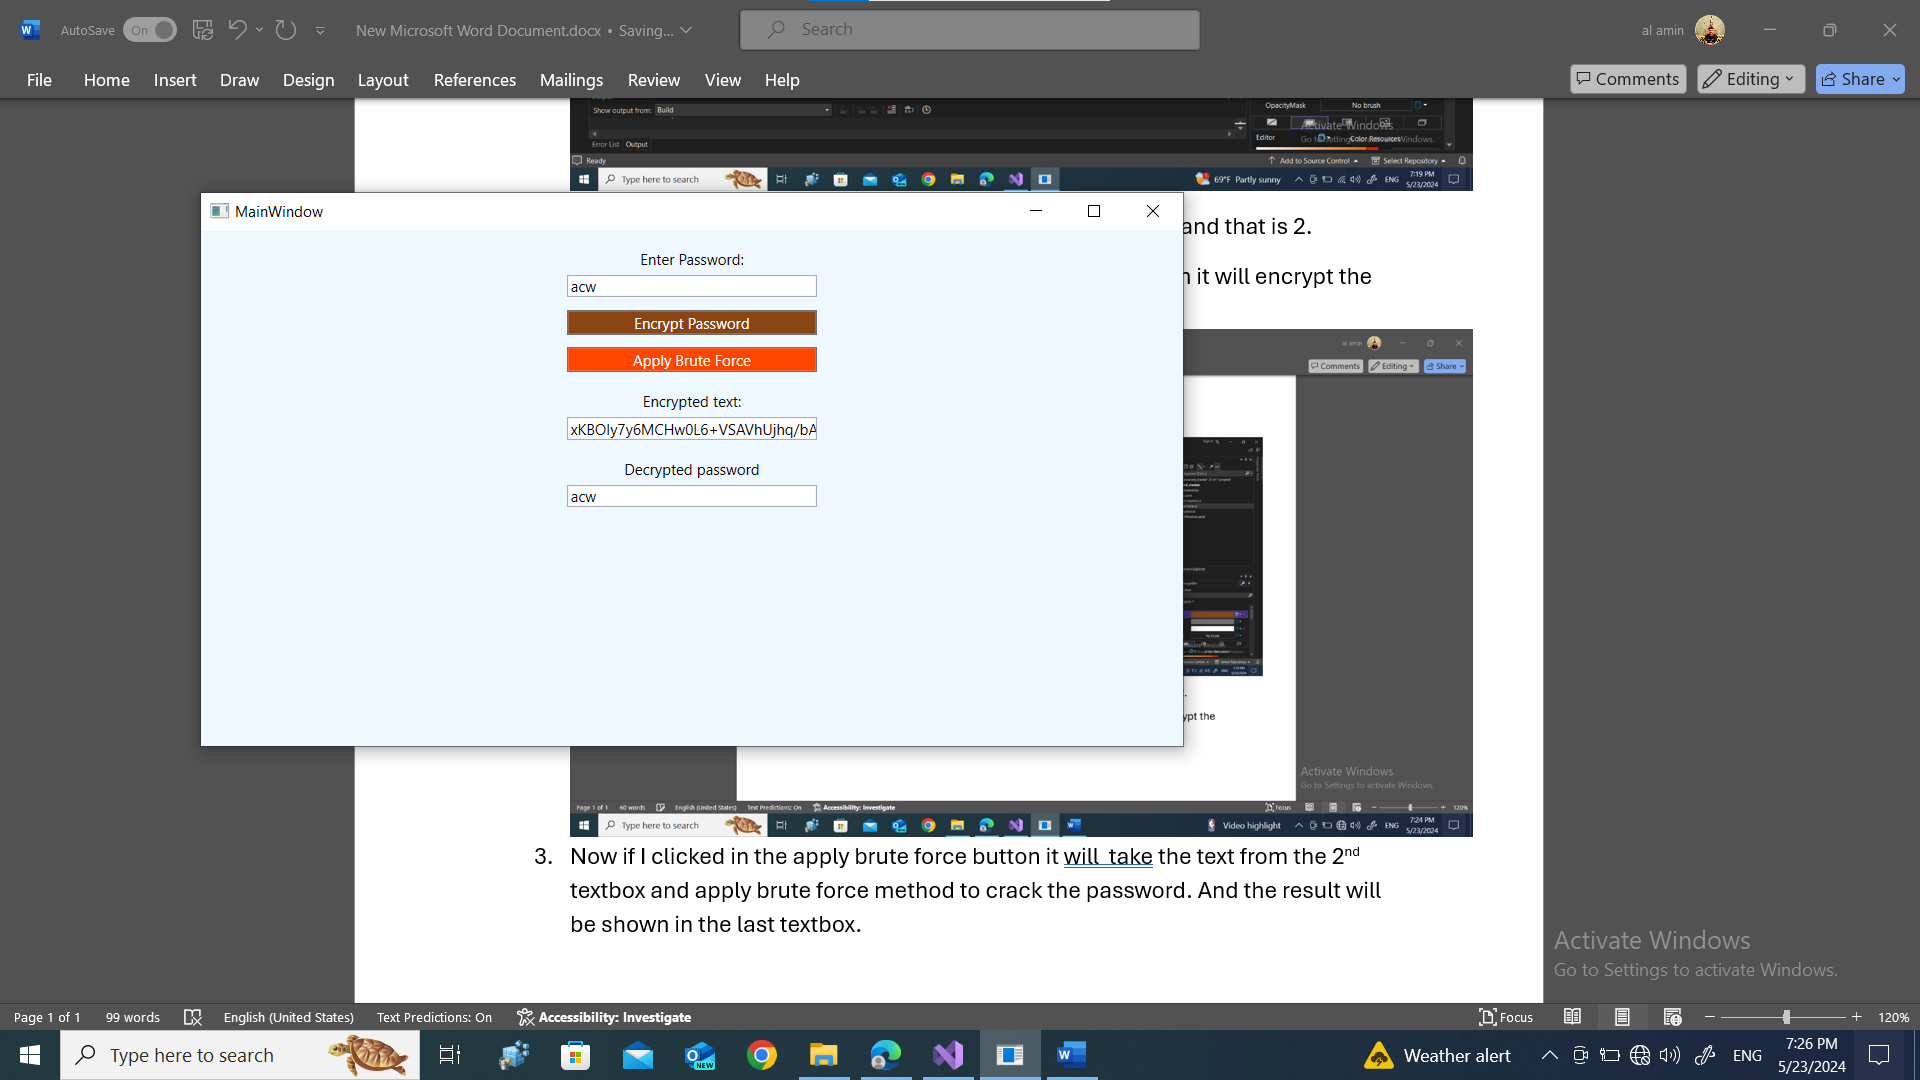 AutoSave On New Microsoft Word Document.docx • Saving... Search al amin
File Home Insert Draw Design Layout References Mailings Review View Help Comments Editing Share
Show output from: Build OpacityMask No brush
Editor Color Resources
Activate Windows
Error List Output
Ready Add to Source Control Select Repository
Type here to search 69°F Partly sunny ENG 7:19 PM
5/23/2024
MainWindow
and that is 2.
it will encrypt the
Enter Password:
acw
Encrypt Password
Apply Brute Force
Encrypted text:
xKBOly7y6MCHw0L6+VSAVhUjhq/bA
Decrypted password
acw
al amin
Comments Editing Share
ypt the
Activate Windows
Go to Settings to activate Windows.
Page 1 of 1 60 words English (United States) Text Predictions: On Accessibility: Investigate Focus 120%
Type here to search Video highlight ENG 7:24 PM
5/23/2024
3. Now if I clicked in the apply brute force button it will take the text from the 2nd
textbox and apply brute force method to crack the password. And the result will
be shown in the last textbox.
Activate Windows
Go to Settings to activate Windows.
Page 1 of 1 99 words English (United States) Text Predictions: On Accessibility: Investigate Focus 120%
Type here to search NEW Weather alert ENG 7:26 PM
5/23/2024